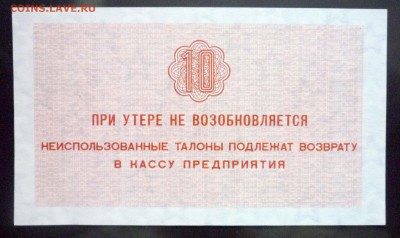 COINS.LAVE.RU
10
ПРИ УТЕРЕ НЕ ВОЗОБНОВЛЯЕТСЯ
НЕИСПОЛЬЗОВАННЫЕ ТАЛОНЫ ПОДЛЕЖАТ ВОЗВРАТУ
В КАССУ ПРЕДПРИЯТИЯ